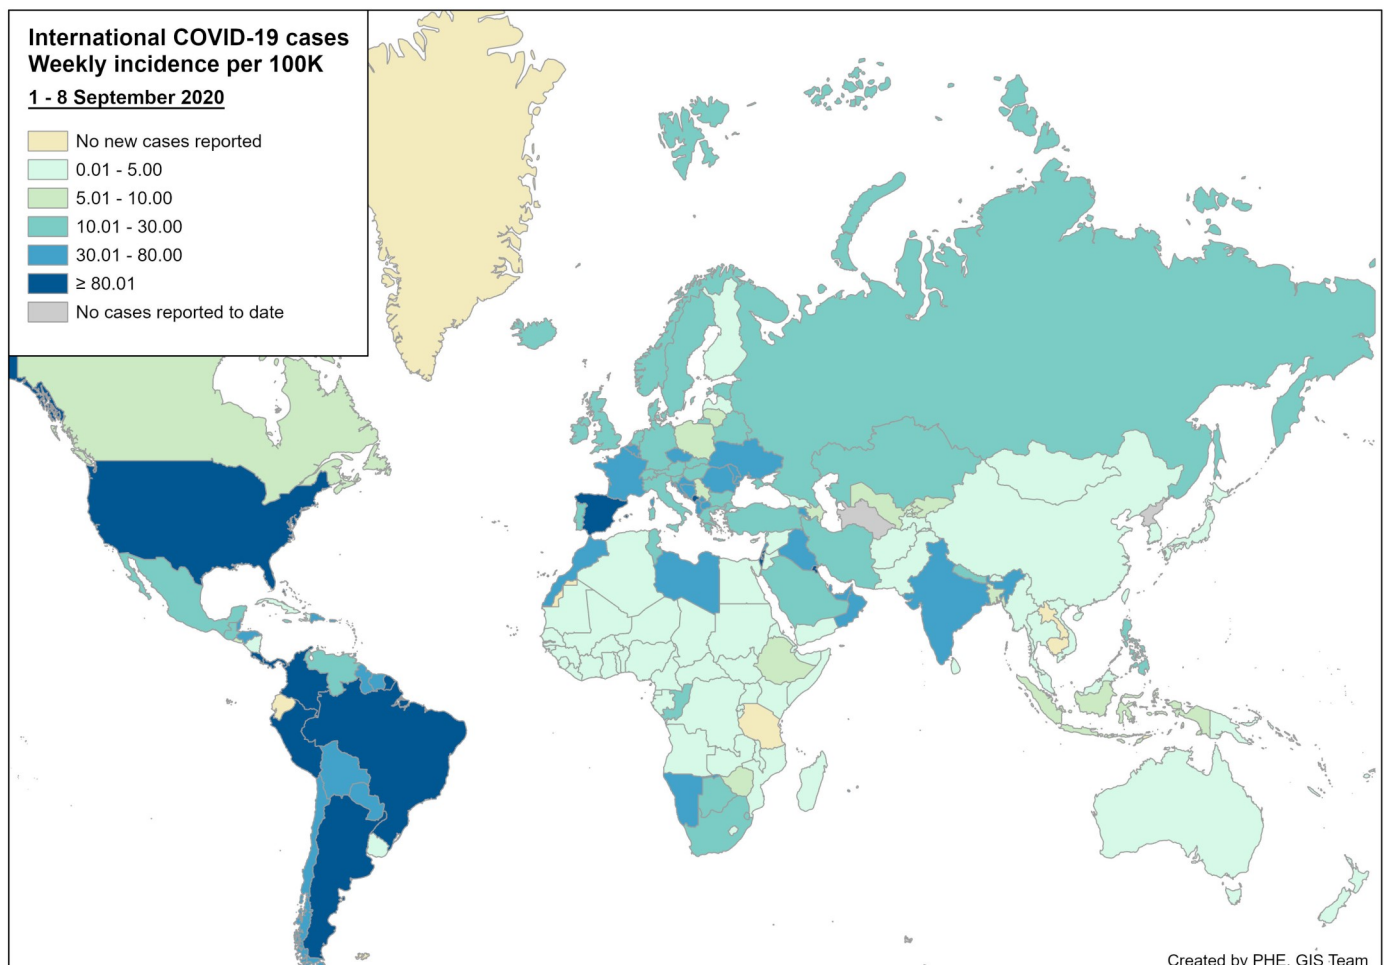 International COVID-19 cases
Weekly incidence per 100K
1 - 8 September 2020
No new cases reported
0.01 - 5.00
5.01 - 10.00
10.01 - 30.00
30.01 - 80.00
≥ 80.01
No cases reported to date
Created by PHE, GIS Team